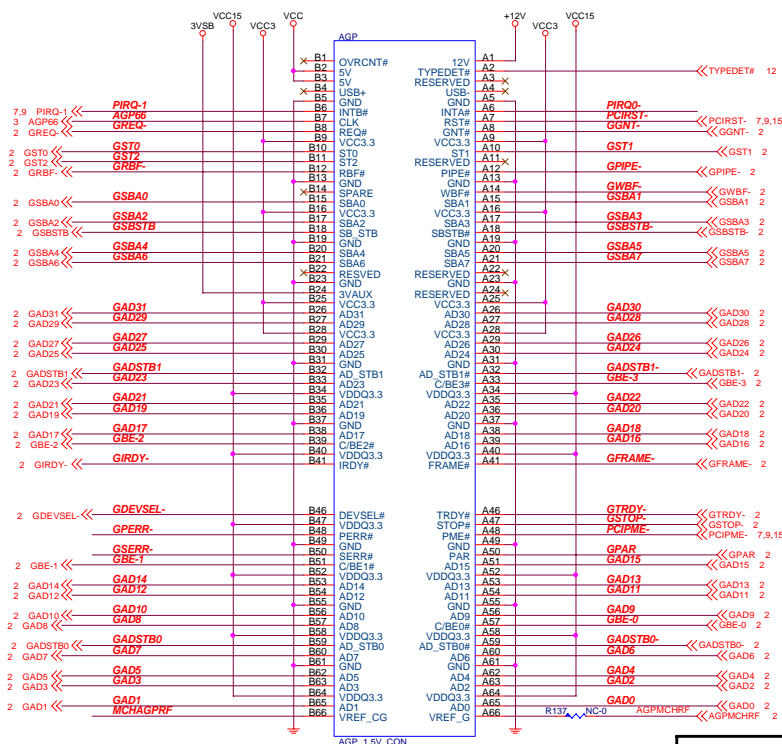 VCC15 VCC +12V VCC15
3VSB VCC3 VCC3
AGP
B1 OVRCNT# 12V A1
B2 5V TYPEDET# A2 TYPEDET# 12
B3 5V RESERVED A3
B4 USB+ USB- A4
B5 GND GND A5
7,9 PIRQ-1 PIRQ-1 B6 INTB# INTA# A6 PIRQ0-
3 AGP66 AGP66 B7 CLK RST# A7 PCIRST- PCIRST- 7,9,15
2 GREQ- GREQ- B8 REQ# GNT# A8 GGNT- GGNT- 2
B9 VCC3.3 VCC3.3 A9
2 GST0 GST0 B10 ST0 ST1 A10 GST1 GST1 2
2 GST2 GST2 B11 ST2 RESERVED A11
2 GRBF- GRBF- B12 RBF# PIPE# A12 GPIPE- GPIPE- 2
B13 GND GND A13
B14 SPARE WBF# A14 GWBF- GWBF- 2
2 GSBA0 GSBA0 B15 SBA0 SBA1 A15 GSBA1 GSBA1 2
B16 VCC3.3 VCC3.3 A16
2 GSBA2 GSBA2 B17 SBA2 SBA3 A17 GSBA3 GSBA3 2
2 GSBSTB GSBSTB B18 SB_STB SBSTB# A18 GSBSTB- GSBSTB- 2
B19 GND GND A19
2 GSBA4 GSBA4 B20 SBA4 SBA5 A20 GSBA5 GSBA5 2
2 GSBA6 GSBA6 B21 SBA6 SBA7 A21 GSBA7 GSBA7 2
B22 RESVED RESERVED A22
B23 GND GND A23
B24 3VAUX RESERVED A24
B25 VCC3.3 VCC3.3 A25
2 GAD31 GAD31 B26 AD31 AD30 A26 GAD30 GAD30 2
2 GAD29 GAD29 B27 AD29 AD28 A27 GAD28 GAD28 2
B28 VCC3.3 VCC3.3 A28
2 GAD27 GAD27 B29 AD27 AD26 A29 GAD26 GAD26 2
2 GAD25 GAD25 B30 AD25 AD24 A30 GAD24 GAD24 2
B31 GND GND A31
2 GADSTB1 GADSTB1 B32 AD_STB1 AD_STB1# A32 GADSTB1- GADSTB1- 2
2 GAD23 GAD23 B33 AD23 C/BE3# A33 GBE-3 GBE-3 2
B34 VDDQ3.3 VDDQ3.3 A34
2 GAD21 GAD21 B35 AD21 AD22 A35 GAD22 GAD22 2
2 GAD19 GAD19 B36 AD19 AD20 A36 GAD20 GAD20 2
B37 GND GND A37
2 GAD17 GAD17 B38 AD17 AD18 A38 GAD18 GAD18 2
2 GBE-2 GBE-2 B39 C/BE2# AD16 A39 GAD16 GAD16 2
B40 VDDQ3.3 VDDQ3.3 A40
2 GIRDY- GIRDY- B41 IRDY# FRAME# A41 GFRAME- GFRAME- 2
2 GDEVSEL- GDEVSEL- B46 DEVSEL# TRDY# A46 GTRDY- GTRDY- 2
B47 VDDQ3.3 STOP# A47 GSTOP- GSTOP- 2
GPERR- B48 PERR# PME# A48 PCIPME- PCIPME- 7,9,15
B49 GND GND A49
GSERR- B50 SERR# PAR A50 GPAR GPAR 2
2 GBE-1 GBE-1 B51 C/BE1# AD15 A51 GAD15 GAD15 2
B52 VDDQ3.3 VDDQ3.3 A52
2 GAD14 GAD14 B53 AD14 AD13 A53 GAD13 GAD13 2
2 GAD12 GAD12 B54 AD12 AD11 A54 GAD11 GAD11 2
B55 GND GND A55
2 GAD10 GAD10 B56 AD10 AD9 A56 GAD9 GAD9 2
2 GAD8 GAD8 B57 AD8 C/BE0# A57 GBE-0 GBE-0 2
B58 VDDQ3.3 VDDQ3.3 A58
2 GADSTB0 GADSTB0 B59 AD_STB0 AD_STB0# A59 GADSTB0- GADSTB0- 2
2 GAD7 GAD7 B60 AD7 AD6 A60 GAD6 GAD6 2
B61 GND GND A61
2 GAD5 GAD5 B62 AD5 AD4 A62 GAD4 GAD4 2
2 GAD3 GAD3 B63 AD3 AD2 A63 GAD2 GAD2 2
B64 VDDQ3.3 VDDQ3.3 A64
2 GAD1 GAD1 B65 AD1 AD0 A65 GAD0 GAD0 2
MCHAGPRF B66 VREF_CG VREF_G A66 R137 NC-0 AGPMCHRF AGPMCHRF 2
AGP_1.5V_CON